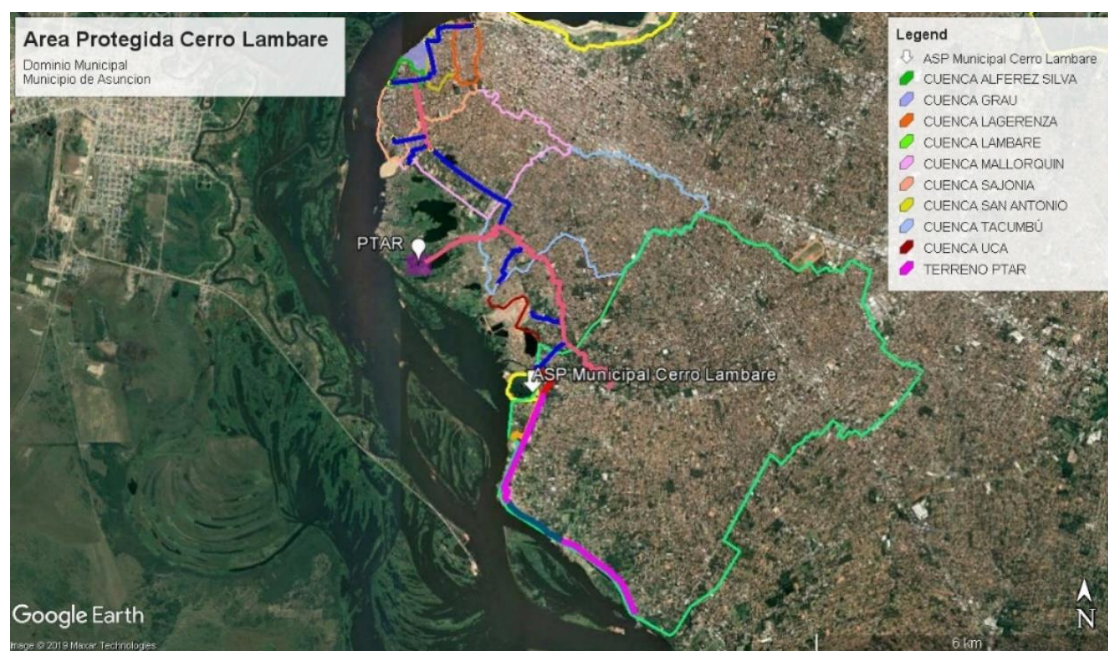 Area Protegida Cerro Lambare
Dominio Municipal
Municipio de Asuncion
Legend
ASP Municipal Cerro Lambare
CUENCA ALFEREZ SILVA
CUENCA GRAU
CUENCA LAGERENZA
CUENCA LAMBARE
CUENCA MALLORQUIN
CUENCA SAJONIA
CUENCA SAN ANTONIO
CUENCA TACUMBÚ
CUENCA UCA
TERRENO PTAR
PTAR
ASP Municipal Cerro Lambare
Google Earth
Image © 2019 Maxar Technologies
N
6 km